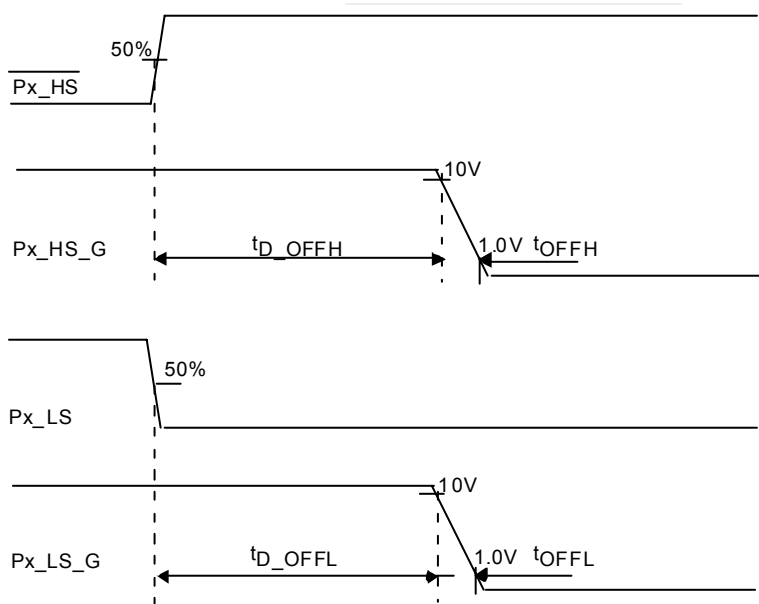 50%
Px_HS
10V
Px_HS_G
tD_OFFH
1.0V tOFFH
50%
Px_LS
10V
Px_LS_G
tD_OFFL
1.0V tOFFL